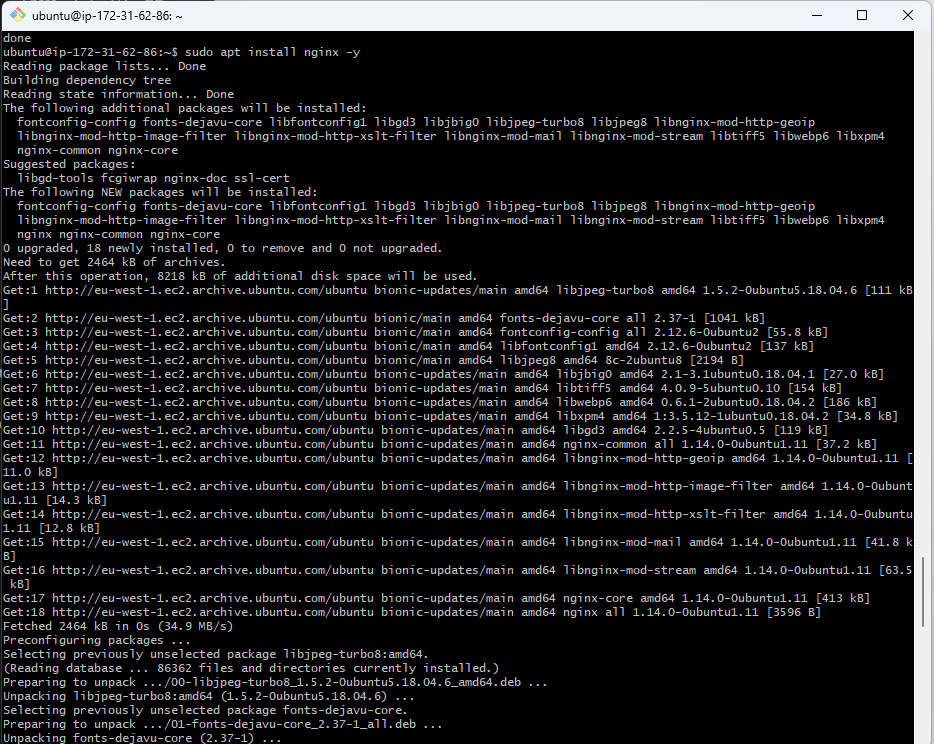 ubuntu@ip-172-31-62-86: ~
done
ubuntu@ip-172-31-62-86:~$ sudo apt install nginx -y
Reading package lists... Done
Building dependency tree
Reading state information... Done
The following additional packages will be installed:
  fontconfig-config fonts-dejavu-core libfontconfig1 libgd3 libjbig0 libjpeg-turbo8 libjpeg8 libnginx-mod-http-geoip
  libnginx-mod-http-image-filter libnginx-mod-http-xslt-filter libnginx-mod-mail libnginx-mod-stream libtiff5 libwebp6 libxpm4
  nginx-common nginx-core
Suggested packages:
  libgd-tools fcgiwrap nginx-doc ssl-cert
The following NEW packages will be installed:
  fontconfig-config fonts-dejavu-core libfontconfig1 libgd3 libjbig0 libjpeg-turbo8 libjpeg8 libnginx-mod-http-geoip
  libnginx-mod-http-image-filter libnginx-mod-http-xslt-filter libnginx-mod-mail libnginx-mod-stream libtiff5 libwebp6 libxpm4
  nginx nginx-common nginx-core
0 upgraded, 18 newly installed, 0 to remove and 0 not upgraded.
Need to get 2464 kB of archives.
After this operation, 8218 kB of additional disk space will be used.
Get:1 http://eu-west-1.ec2.archive.ubuntu.com/ubuntu bionic-updates/main amd64 libjpeg-turbo8 amd64 1.5.2-0ubuntu5.18.04.6 [111 kB
]
Get:2 http://eu-west-1.ec2.archive.ubuntu.com/ubuntu bionic/main amd64 fonts-dejavu-core all 2.37-1 [1041 kB]
Get:3 http://eu-west-1.ec2.archive.ubuntu.com/ubuntu bionic/main amd64 fontconfig-config all 2.12.6-0ubuntu2 [55.8 kB]
Get:4 http://eu-west-1.ec2.archive.ubuntu.com/ubuntu bionic/main amd64 libfontconfig1 amd64 2.12.6-0ubuntu2 [137 kB]
Get:5 http://eu-west-1.ec2.archive.ubuntu.com/ubuntu bionic/main amd64 libjpeg8 amd64 8c-2ubuntu8 [2194 B]
Get:6 http://eu-west-1.ec2.archive.ubuntu.com/ubuntu bionic-updates/main amd64 libjbig0 amd64 2.1-3.1ubuntu0.18.04.1 [27.0 kB]
Get:7 http://eu-west-1.ec2.archive.ubuntu.com/ubuntu bionic-updates/main amd64 libtiff5 amd64 4.0.9-5ubuntu0.10 [154 kB]
Get:8 http://eu-west-1.ec2.archive.ubuntu.com/ubuntu bionic-updates/main amd64 libwebp6 amd64 0.6.1-2ubuntu0.18.04.2 [186 kB]
Get:9 http://eu-west-1.ec2.archive.ubuntu.com/ubuntu bionic-updates/main amd64 libxpm4 amd64 1:3.5.12-1ubuntu0.18.04.2 [34.8 kB]
Get:10 http://eu-west-1.ec2.archive.ubuntu.com/ubuntu bionic-updates/main amd64 libgd3 amd64 2.2.5-4ubuntu0.5 [119 kB]
Get:11 http://eu-west-1.ec2.archive.ubuntu.com/ubuntu bionic-updates/main amd64 nginx-common all 1.14.0-0ubuntu1.11 [37.2 kB]
Get:12 http://eu-west-1.ec2.archive.ubuntu.com/ubuntu bionic-updates/main amd64 libnginx-mod-http-geoip amd64 1.14.0-0ubuntu1.11 [
11.0 kB]
Get:13 http://eu-west-1.ec2.archive.ubuntu.com/ubuntu bionic-updates/main amd64 libnginx-mod-http-image-filter amd64 1.14.0-0ubunt
u1.11 [14.3 kB]
Get:14 http://eu-west-1.ec2.archive.ubuntu.com/ubuntu bionic-updates/main amd64 libnginx-mod-http-xslt-filter amd64 1.14.0-0ubuntu
1.11 [12.8 kB]
Get:15 http://eu-west-1.ec2.archive.ubuntu.com/ubuntu bionic-updates/main amd64 libnginx-mod-mail amd64 1.14.0-0ubuntu1.11 [41.8 k
B]
Get:16 http://eu-west-1.ec2.archive.ubuntu.com/ubuntu bionic-updates/main amd64 libnginx-mod-stream amd64 1.14.0-0ubuntu1.11 [63.5
 kB]
Get:17 http://eu-west-1.ec2.archive.ubuntu.com/ubuntu bionic-updates/main amd64 nginx-core amd64 1.14.0-0ubuntu1.11 [413 kB]
Get:18 http://eu-west-1.ec2.archive.ubuntu.com/ubuntu bionic-updates/main amd64 nginx all 1.14.0-0ubuntu1.11 [3596 B]
Fetched 2464 kB in 0s (34.9 MB/s)
Preconfiguring packages ...
Selecting previously unselected package libjpeg-turbo8:amd64.
(Reading database ... 86362 files and directories currently installed.)
Preparing to unpack .../00-libjpeg-turbo8_1.5.2-0ubuntu5.18.04.6_amd64.deb ...
Unpacking libjpeg-turbo8:amd64 (1.5.2-0ubuntu5.18.04.6) ...
Selecting previously unselected package fonts-dejavu-core.
Preparing to unpack .../01-fonts-dejavu-core_2.37-1_all.deb ...
Unpacking fonts-dejavu-core (2.37-1) ...